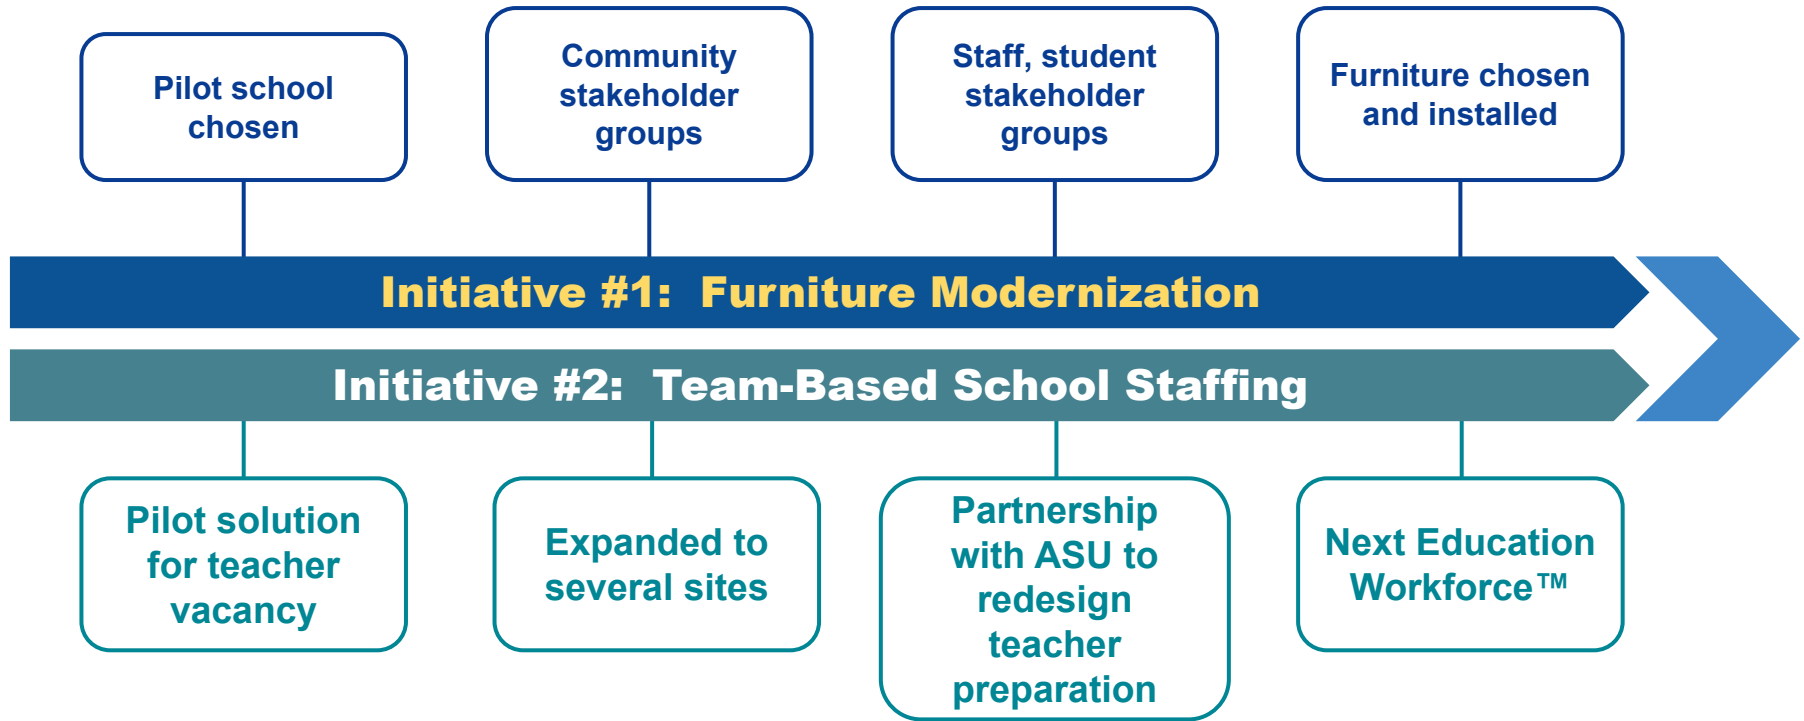 Pilot school
chosen
Community
stakeholder
groups
Staff, student
stakeholder
groups
Furniture chosen
and installed
Initiative #1:  Furniture Modernization
Initiative #2:  Team-Based School Staffing
Pilot solution
for teacher
vacancy
Expanded to
several sites
Partnership
with ASU to
redesign
teacher
preparation
Next Education
Workforce™